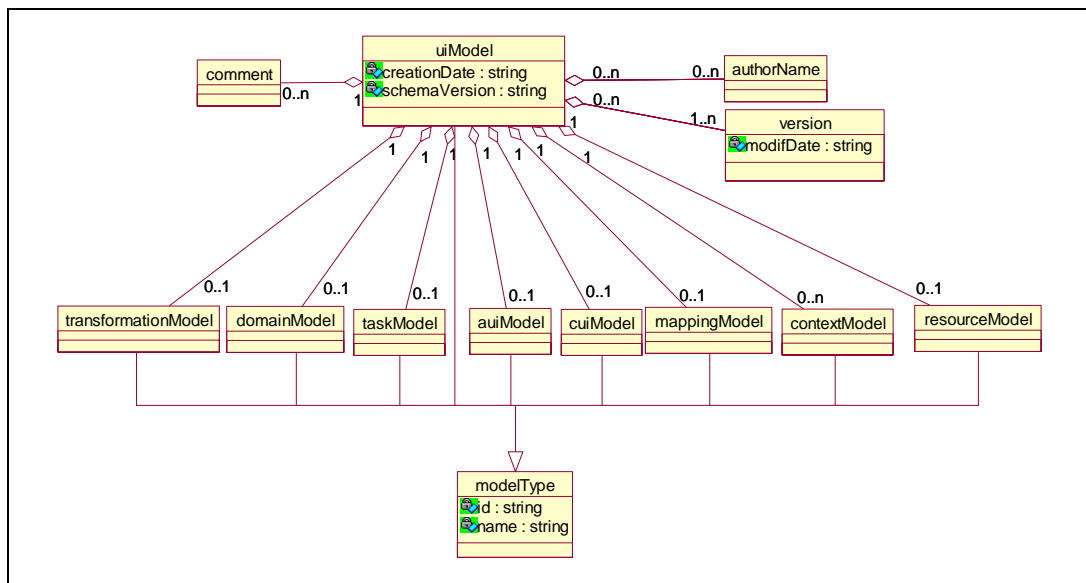 uiModel
creationDate : string
schemaVersion : string
comment
0..n
1
0..n
0..n
authorName
0..n
1..n
version
modifDate : string
1
1
1
1
1
1
1
1
0..1
0..1
0..1
0..1
0..1
0..1
0..n
0..1
transformationModel
domainModel
taskModel
auiModel
cuiModel
mappingModel
contextModel
resourceModel
modelType
id : string
name : string